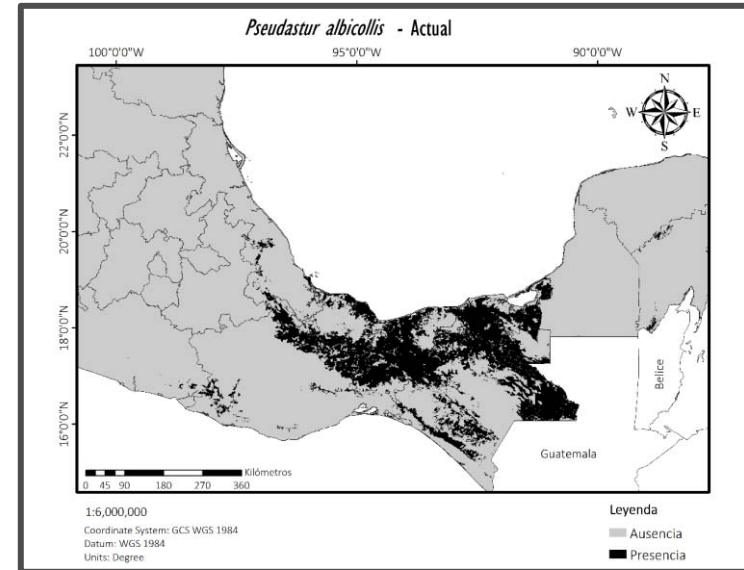 Pseudastur albicollis - Actual
100°0'0"W 95°0'0"W 90°0'0"W
N
W E
S
22°0'0"N
20°0'0"N
18°0'0"N
16°0'0"N
Belice
Guatemala
Kilómetros
0 45 90 180 270 360
1:6,000,000
Coordinate System: GCS WGS 1984
Datum: WGS 1984
Units: Degree
Leyenda
Ausencia
Presencia